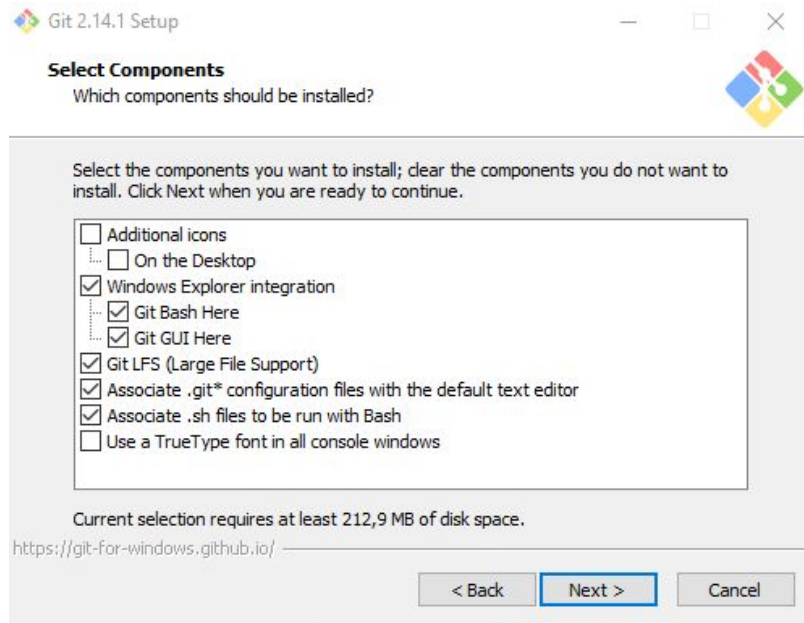 Git 2.14.1 Setup
Select Components
Which components should be installed?
Select the components you want to install; clear the components you do not want to
install. Click Next when you are ready to continue.
Additional icons
On the Desktop
Windows Explorer integration
Git Bash Here
Git GUI Here
Git LFS (Large File Support)
Associate .git* configuration files with the default text editor
Associate .sh files to be run with Bash
Use a TrueType font in all console windows
Current selection requires at least 212,9 MB of disk space.
https://git-for-windows.github.io/
< Back Next > Cancel